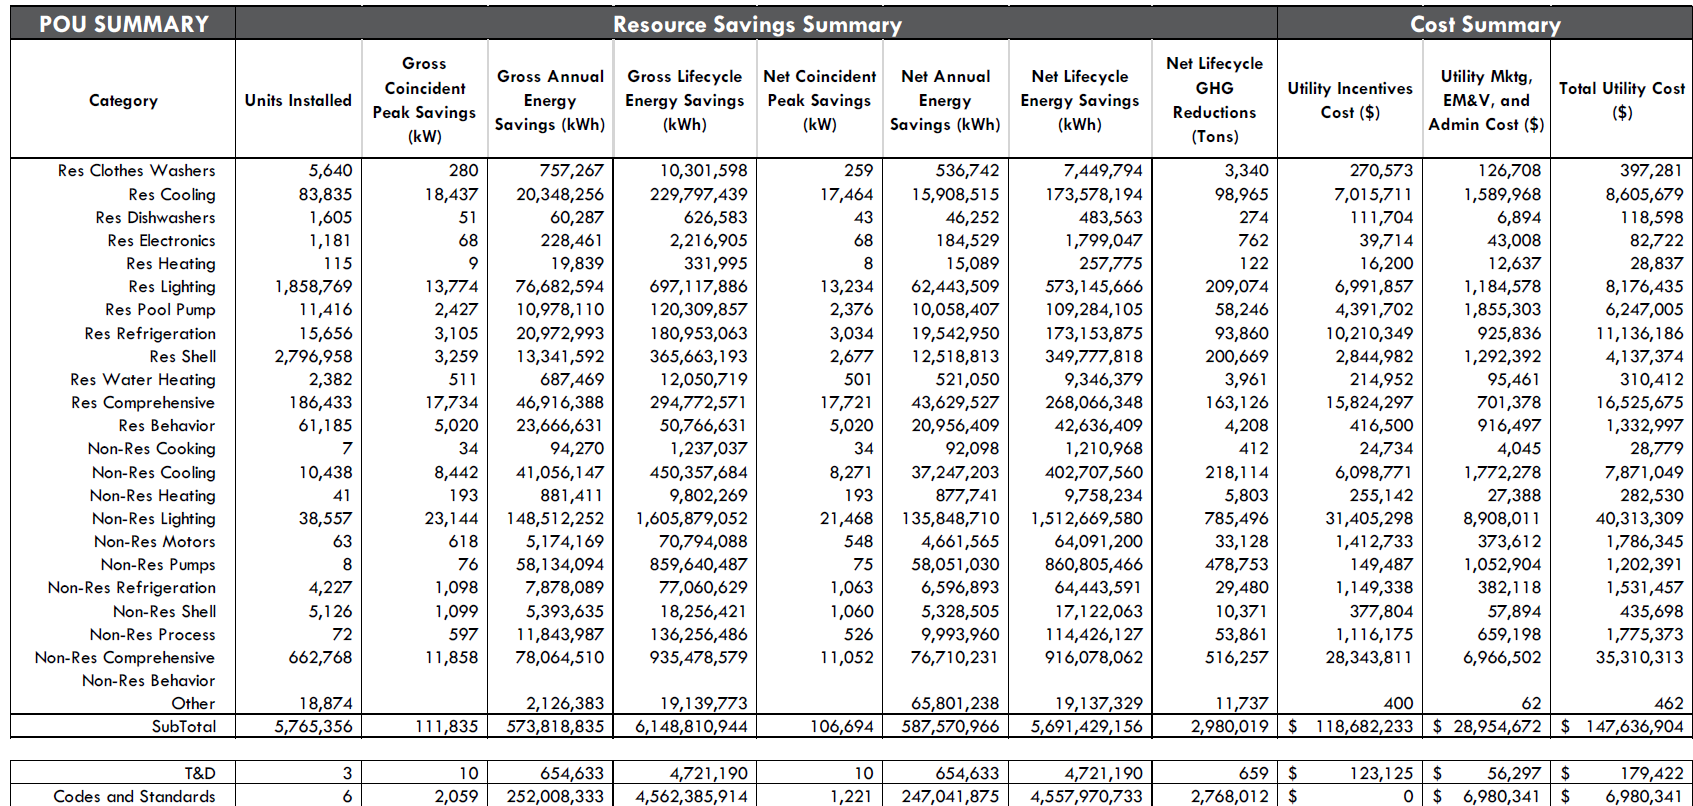 POU SUMMARY Resource Savings Summary Cost Summary
Category Units Installed Gross Coincident Peak Savings (kW) Gross Annual Energy Savings (kWh) Gross Lifecycle Energy Savings (kWh) Net Coincident Peak Savings (kW) Net Annual Energy Savings (kWh) Net Lifecycle Energy Savings (kWh) Net Lifecycle GHG Reductions (Tons) Utility Incentives Cost ($) Utility Mktg, EM&V, and Admin Cost ($) Total Utility Cost ($)
Res Clothes Washers 5,640 280 757,267 10,301,598 259 536,742 7,449,794 3,340 270,573 126,708 397,281
Res Cooling 83,835 18,437 20,348,256 229,797,439 17,464 15,908,515 173,578,194 98,965 7,015,711 1,589,968 8,605,679
Res Dishwashers 1,605 51 60,287 626,583 43 46,252 483,563 274 111,704 6,894 118,598
Res Electronics 1,181 68 228,461 2,216,905 68 184,529 1,799,047 762 39,714 43,008 82,722
Res Heating 115 9 19,839 331,995 8 15,089 257,775 122 16,200 12,637 28,837
Res Lighting 1,858,769 13,774 76,682,594 697,117,886 13,234 62,443,509 573,145,666 209,074 6,991,857 1,184,578 8,176,435
Res Pool Pump 11,416 2,427 10,978,110 120,309,857 2,376 10,058,407 109,284,105 58,246 4,391,702 1,855,303 6,247,005
Res Refrigeration 15,656 3,105 20,972,993 180,953,063 3,034 19,542,950 173,153,875 93,860 10,210,349 925,836 11,136,186
Res Shell 2,796,958 3,259 13,341,592 365,663,193 2,677 12,518,813 349,777,818 200,669 2,844,982 1,292,392 4,137,374
Res Water Heating 2,382 511 687,469 12,050,719 501 521,050 9,346,379 3,961 214,952 95,461 310,412
Res Comprehensive 186,433 17,734 46,916,388 294,772,571 17,721 43,629,527 268,066,348 163,126 15,824,297 701,378 16,525,675
Res Behavior 61,185 5,020 23,666,631 50,766,631 5,020 20,956,409 42,636,409 4,208 416,500 916,497 1,332,997
Non-Res Cooking 7 34 94,270 1,237,037 34 92,098 1,210,968 412 24,734 4,045 28,779
Non-Res Cooling 10,438 8,442 41,056,147 450,357,684 8,271 37,247,203 402,707,560 218,114 6,098,771 1,772,278 7,871,049
Non-Res Heating 41 193 881,411 9,802,269 193 877,741 9,758,234 5,803 255,142 27,388 282,530
Non-Res Lighting 38,557 23,144 148,512,252 1,605,879,052 21,468 135,848,710 1,512,669,580 785,496 31,405,298 8,908,011 40,313,309
Non-Res Motors 63 618 5,174,169 70,794,088 548 4,661,565 64,091,200 33,128 1,412,733 373,612 1,786,345
Non-Res Pumps 8 76 58,134,094 859,640,487 75 58,051,030 860,805,466 478,753 149,487 1,052,904 1,202,391
Non-Res Refrigeration 4,227 1,098 7,878,089 77,060,629 1,063 6,596,893 64,443,591 29,480 1,149,338 382,118 1,531,457
Non-Res Shell 5,126 1,099 5,393,635 18,256,421 1,060 5,328,505 17,122,063 10,371 377,804 57,894 435,698
Non-Res Process 72 597 11,843,987 136,256,486 526 9,993,960 114,426,127 53,861 1,116,175 659,198 1,775,373
Non-Res Comprehensive 662,768 11,858 78,064,510 935,478,579 11,052 76,710,231 916,078,062 516,257 28,343,811 6,966,502 35,310,313
Non-Res Behavior
Other 18,874 2,126,383 19,139,773 65,801,238 19,137,329 11,737 400 62 462
SubTotal 5,765,356 111,835 573,818,835 6,148,810,944 106,694 587,570,966 5,691,429,156 2,980,019 $ 118,682,233 $ 28,954,672 $ 147,636,904
T&D 3 10 654,633 4,721,190 10 654,633 4,721,190 659 $ 123,125 $ 56,297 $ 179,422
Codes and Standards 6 2,059 252,008,333 4,562,385,914 1,221 247,041,875 4,557,970,733 2,768,012 $ 0 $ 6,980,341 $ 6,980,341